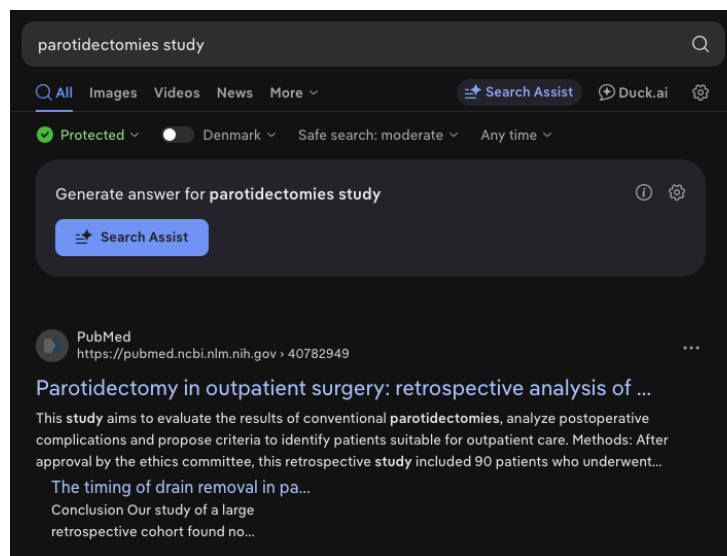 parotidectomies study
All Images Videos News More Search Assist Duck.ai
Protected Denmark Safe search: moderate Any time
Generate answer for parotidectomies study
Search Assist
PubMed
https://pubmed.ncbi.nlm.nih.gov › 40782949
Parotidectomy in outpatient surgery: retrospective analysis of ...
This study aims to evaluate the results of conventional parotidectomies, analyze postoperative
complications and propose criteria to identify patients suitable for outpatient care. Methods: After
approval by the ethics committee, this retrospective study included 90 patients who underwent...
The timing of drain removal in pa...
Conclusion Our study of a large
retrospective cohort found no...